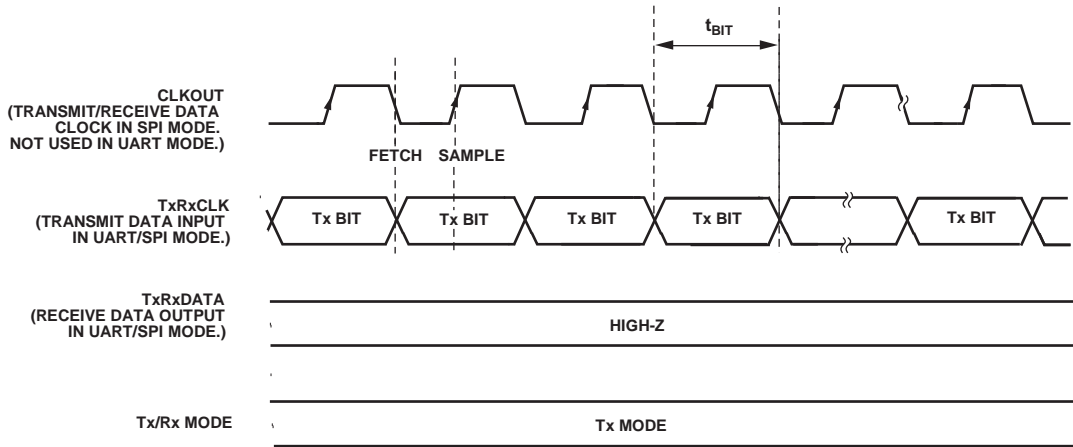 tBIT
CLKOUT
(TRANSMIT/RECEIVE DATA
CLOCK IN SPI MODE.
NOT USED IN UART MODE.)
FETCH SAMPLE
TxRxCLK
(TRANSMIT DATA INPUT
IN UART/SPI MODE.)
Tx BIT Tx BIT Tx BIT Tx BIT Tx BIT
TxRxDATA
(RECEIVE DATA OUTPUT
IN UART/SPI MODE.)
HIGH-Z
Tx/Rx MODE
Tx MODE